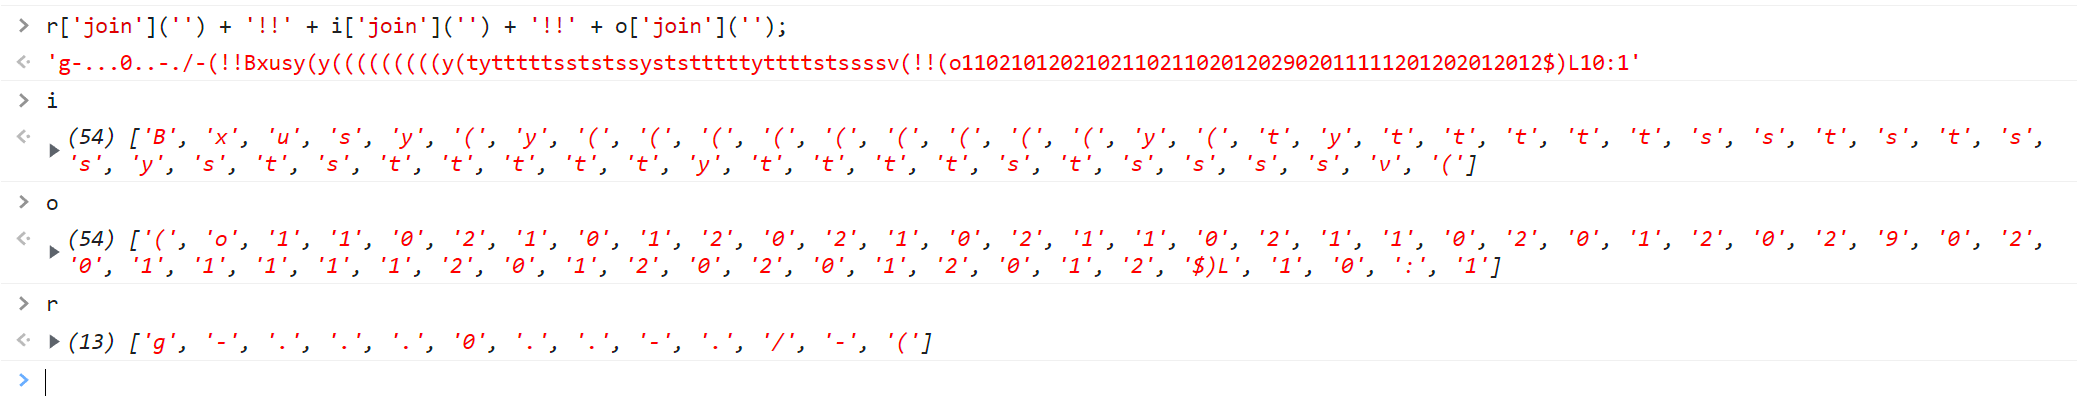 r['join']('') + '!!' + i['join']('') + '!!' + o['join']('');
'g-...0..-./-(!!Bxusy(y(((((((((y(tytttttsststssyststttttyttttstssssv(!!(o11021012021021102110201202902011111201202012012$)L10:1'
i
(54) ['B', 'x', 'u', 's', 'y', '(', 'y', '(', '(', '(', '(', '(', '(', '(', '(', '(', 'y', '(', 't', 'y', 't', 't', 't', 't', 't', 's', 's', 't', 's', 't', 's',
's', 'y', 's', 't', 's', 't', 't', 't', 't', 't', 'y', 't', 't', 't', 't', 's', 't', 's', 's', 's', 's', 'v', '(']
o
(54) ['(', 'o', '1', '1', '0', '2', '1', '0', '1', '2', '0', '2', '1', '0', '2', '1', '1', '0', '2', '1', '1', '0', '2', '0', '1', '2', '0', '2', '9', '0', '2',
'0', '1', '1', '1', '1', '1', '2', '0', '1', '2', '0', '2', '0', '1', '2', '0', '1', '2', '$)L', '1', '0', ':', '1']
r
(13) ['g', '-', '.', '.', '.', '0', '.', '.', '-', '.', '/', '-', '(']